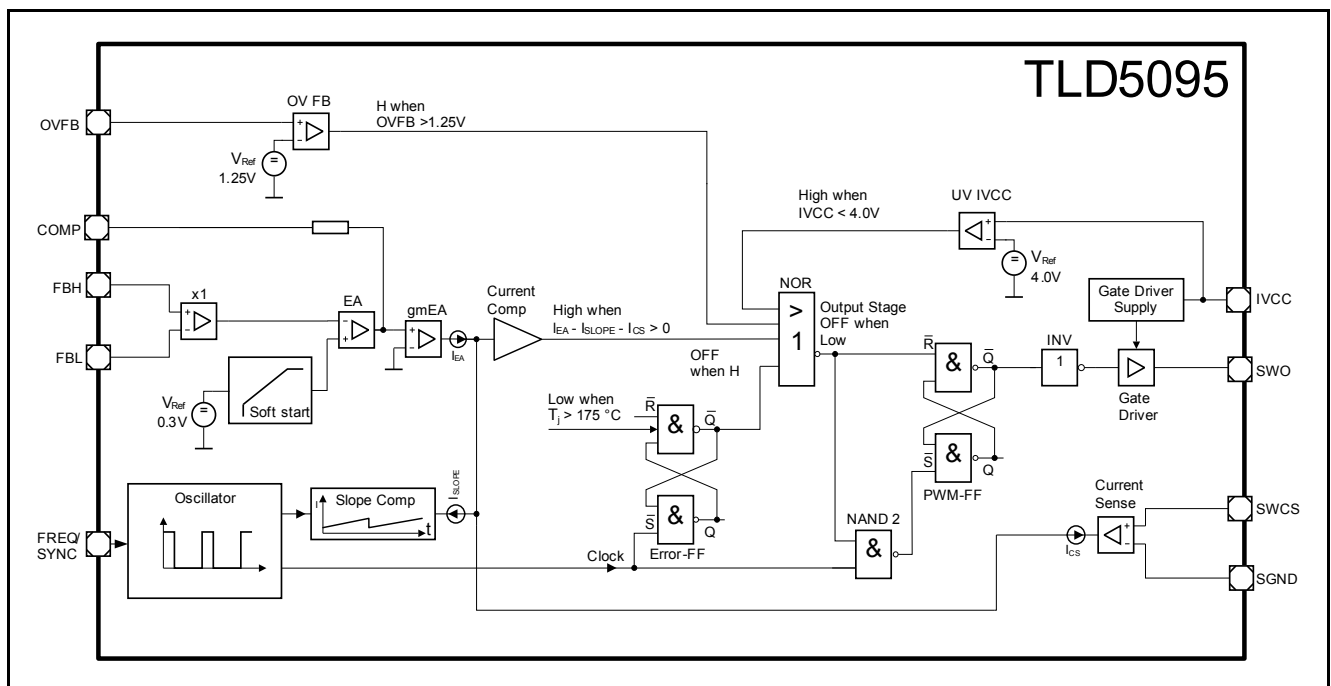 TLD5095
OV FB
H when
OVFB >1.25V
OVFB
+
-
=
VRef
1.25V
High when
IVCC < 4.0V
UV IVCC
+
-
=
VRef
4.0V
COMP
FBH
x1
+
-
FBL
EA
-
+
gmEA
+
-
IEA
Current
Comp
High when
IEA - ISLOPE - ICS > 0
NOR
>
1
Output Stage
OFF when
Low
OFF
when H
Gate Driver
Supply
IVCC
INV
1
Gate
Driver
SWO
=
VRef
0.3V
Soft start
Low when
Tj > 175 °C
R
&
Q
S
&
Q
Error-FF
R
&
Q
S
&
Q
PWM-FF
Oscillator
Slope Comp
I
t
ISLOPE
FREQ/
SYNC
Clock
NAND 2
&
Current
Sense
+
-
ICS
SWCS
SGND